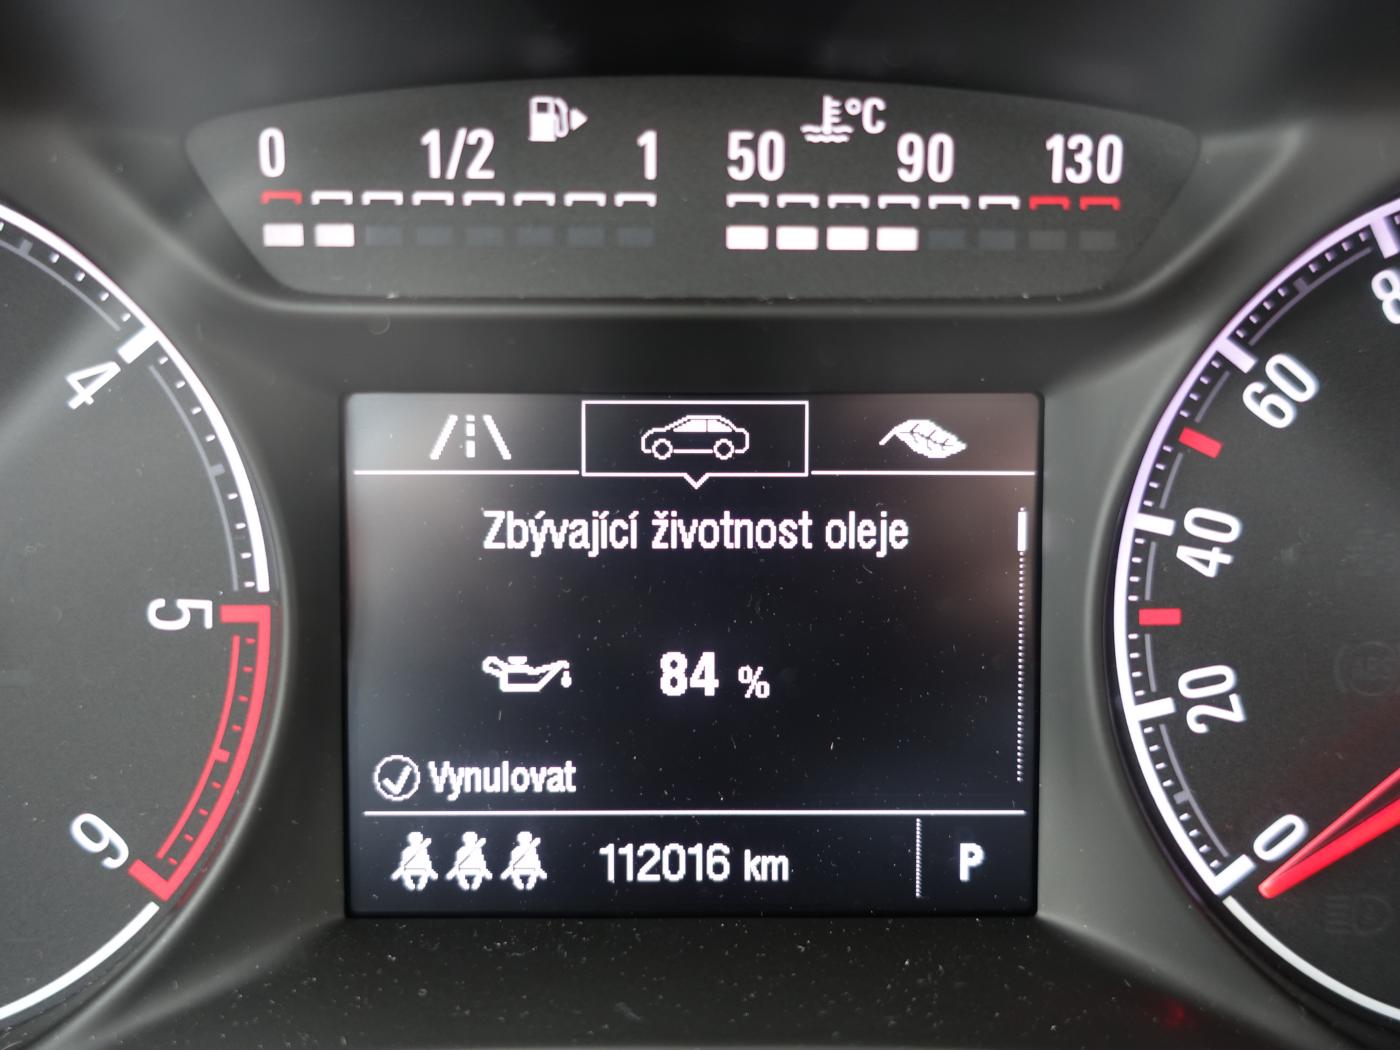 0 1/2 1 50 °C 90 130
4
5
6
Zbývající životnost oleje
84 %
Vynulovat
112016 km P
8
60
40
20
0